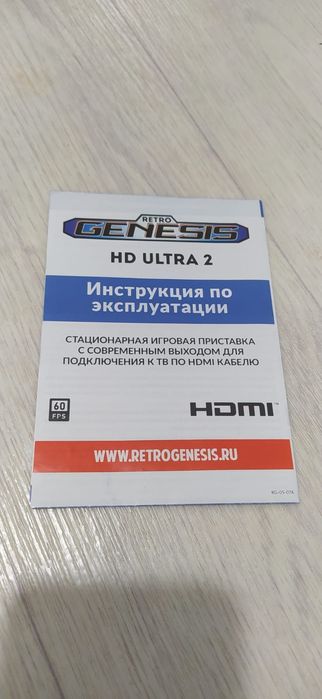 RETRO
GENESIS
HD ULTRA 2
Инструкция по
эксплуатации
СТАЦИОНАРНАЯ ИГРОВАЯ ПРИСТАВКА
С СОВРЕМЕННЫМ ВЫХОДОМ ДЛЯ
ПОДКЛЮЧЕНИЯ К ТВ ПО HDMI КАБЕЛЮ
60
FPS
HDMI™
WWW.RETROGENESIS.RU